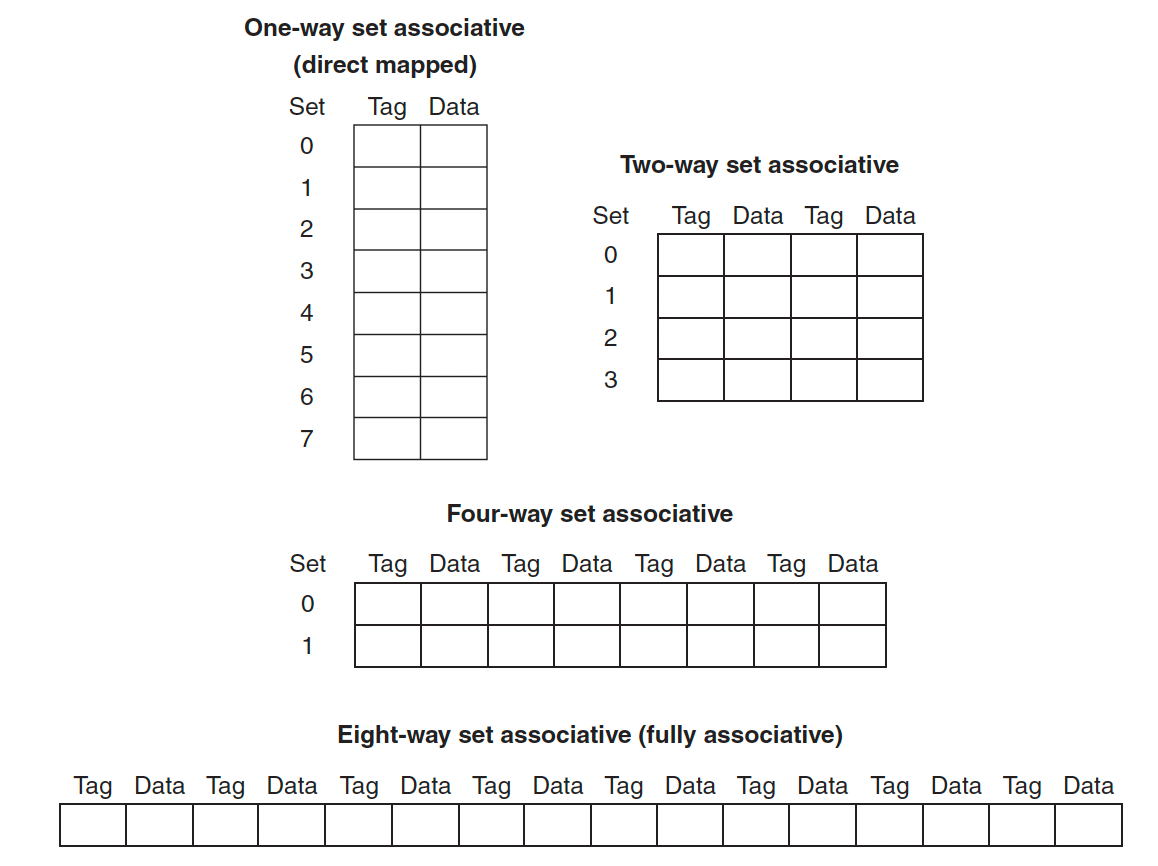 One-way set associative
(direct mapped)
Set Tag Data
0
1
2
3
4
5
6
7
Two-way set associative
Set Tag Data Tag Data
0
1
2
3
Four-way set associative
Set Tag Data Tag Data Tag Data Tag Data
0
1
Eight-way set associative (fully associative)
Tag Data Tag Data Tag Data Tag Data Tag Data Tag Data Tag Data Tag Data